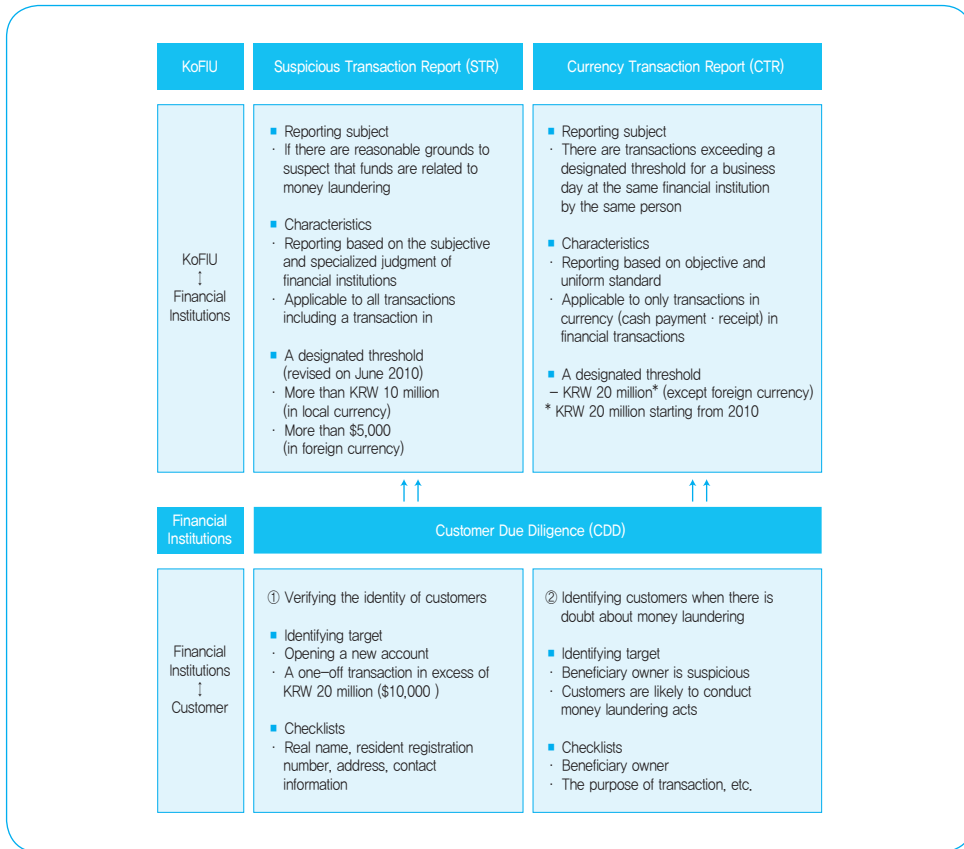 KoFIU
Suspicious Transaction Report (STR)
Currency Transaction Report (CTR)
KoFIU
↕
Financial
Institutions
■ Reporting subject
· If there are reasonable grounds to
suspect that funds are related to
money laundering
■ Characteristics
· Reporting based on the subjective
and specialized judgment of
financial institutions
· Applicable to all transactions
including a transaction in
■ A designated threshold
(revised on June 2010)
· More than KRW 10 million
(in local currency)
· More than $5,000
(in foreign currency)
■ Reporting subject
· There are transactions exceeding a
designated threshold for a business
day at the same financial institution
by the same person
■ Characteristics
· Reporting based on objective and
uniform standard
· Applicable to only transactions in
currency (cash payment · receipt) in
financial transactions
■ A designated threshold
– KRW 20 million* (except foreign currency)
* KRW 20 million starting from 2010
Financial
Institutions
Customer Due Diligence (CDD)
Financial
Institutions
↕
Customer
① Verifying the identity of customers
■ Identifying target
· Opening a new account
· A one-off transaction in excess of
KRW 20 million ($10,000 )
■ Checklists
· Real name, resident registration
number, address, contact
information
② Identifying customers when there is
doubt about money laundering
■ Identifying target
· Beneficiary owner is suspicious
· Customers are likely to conduct
money laundering acts
■ Checklists
· Beneficiary owner
· The purpose of transaction, etc.